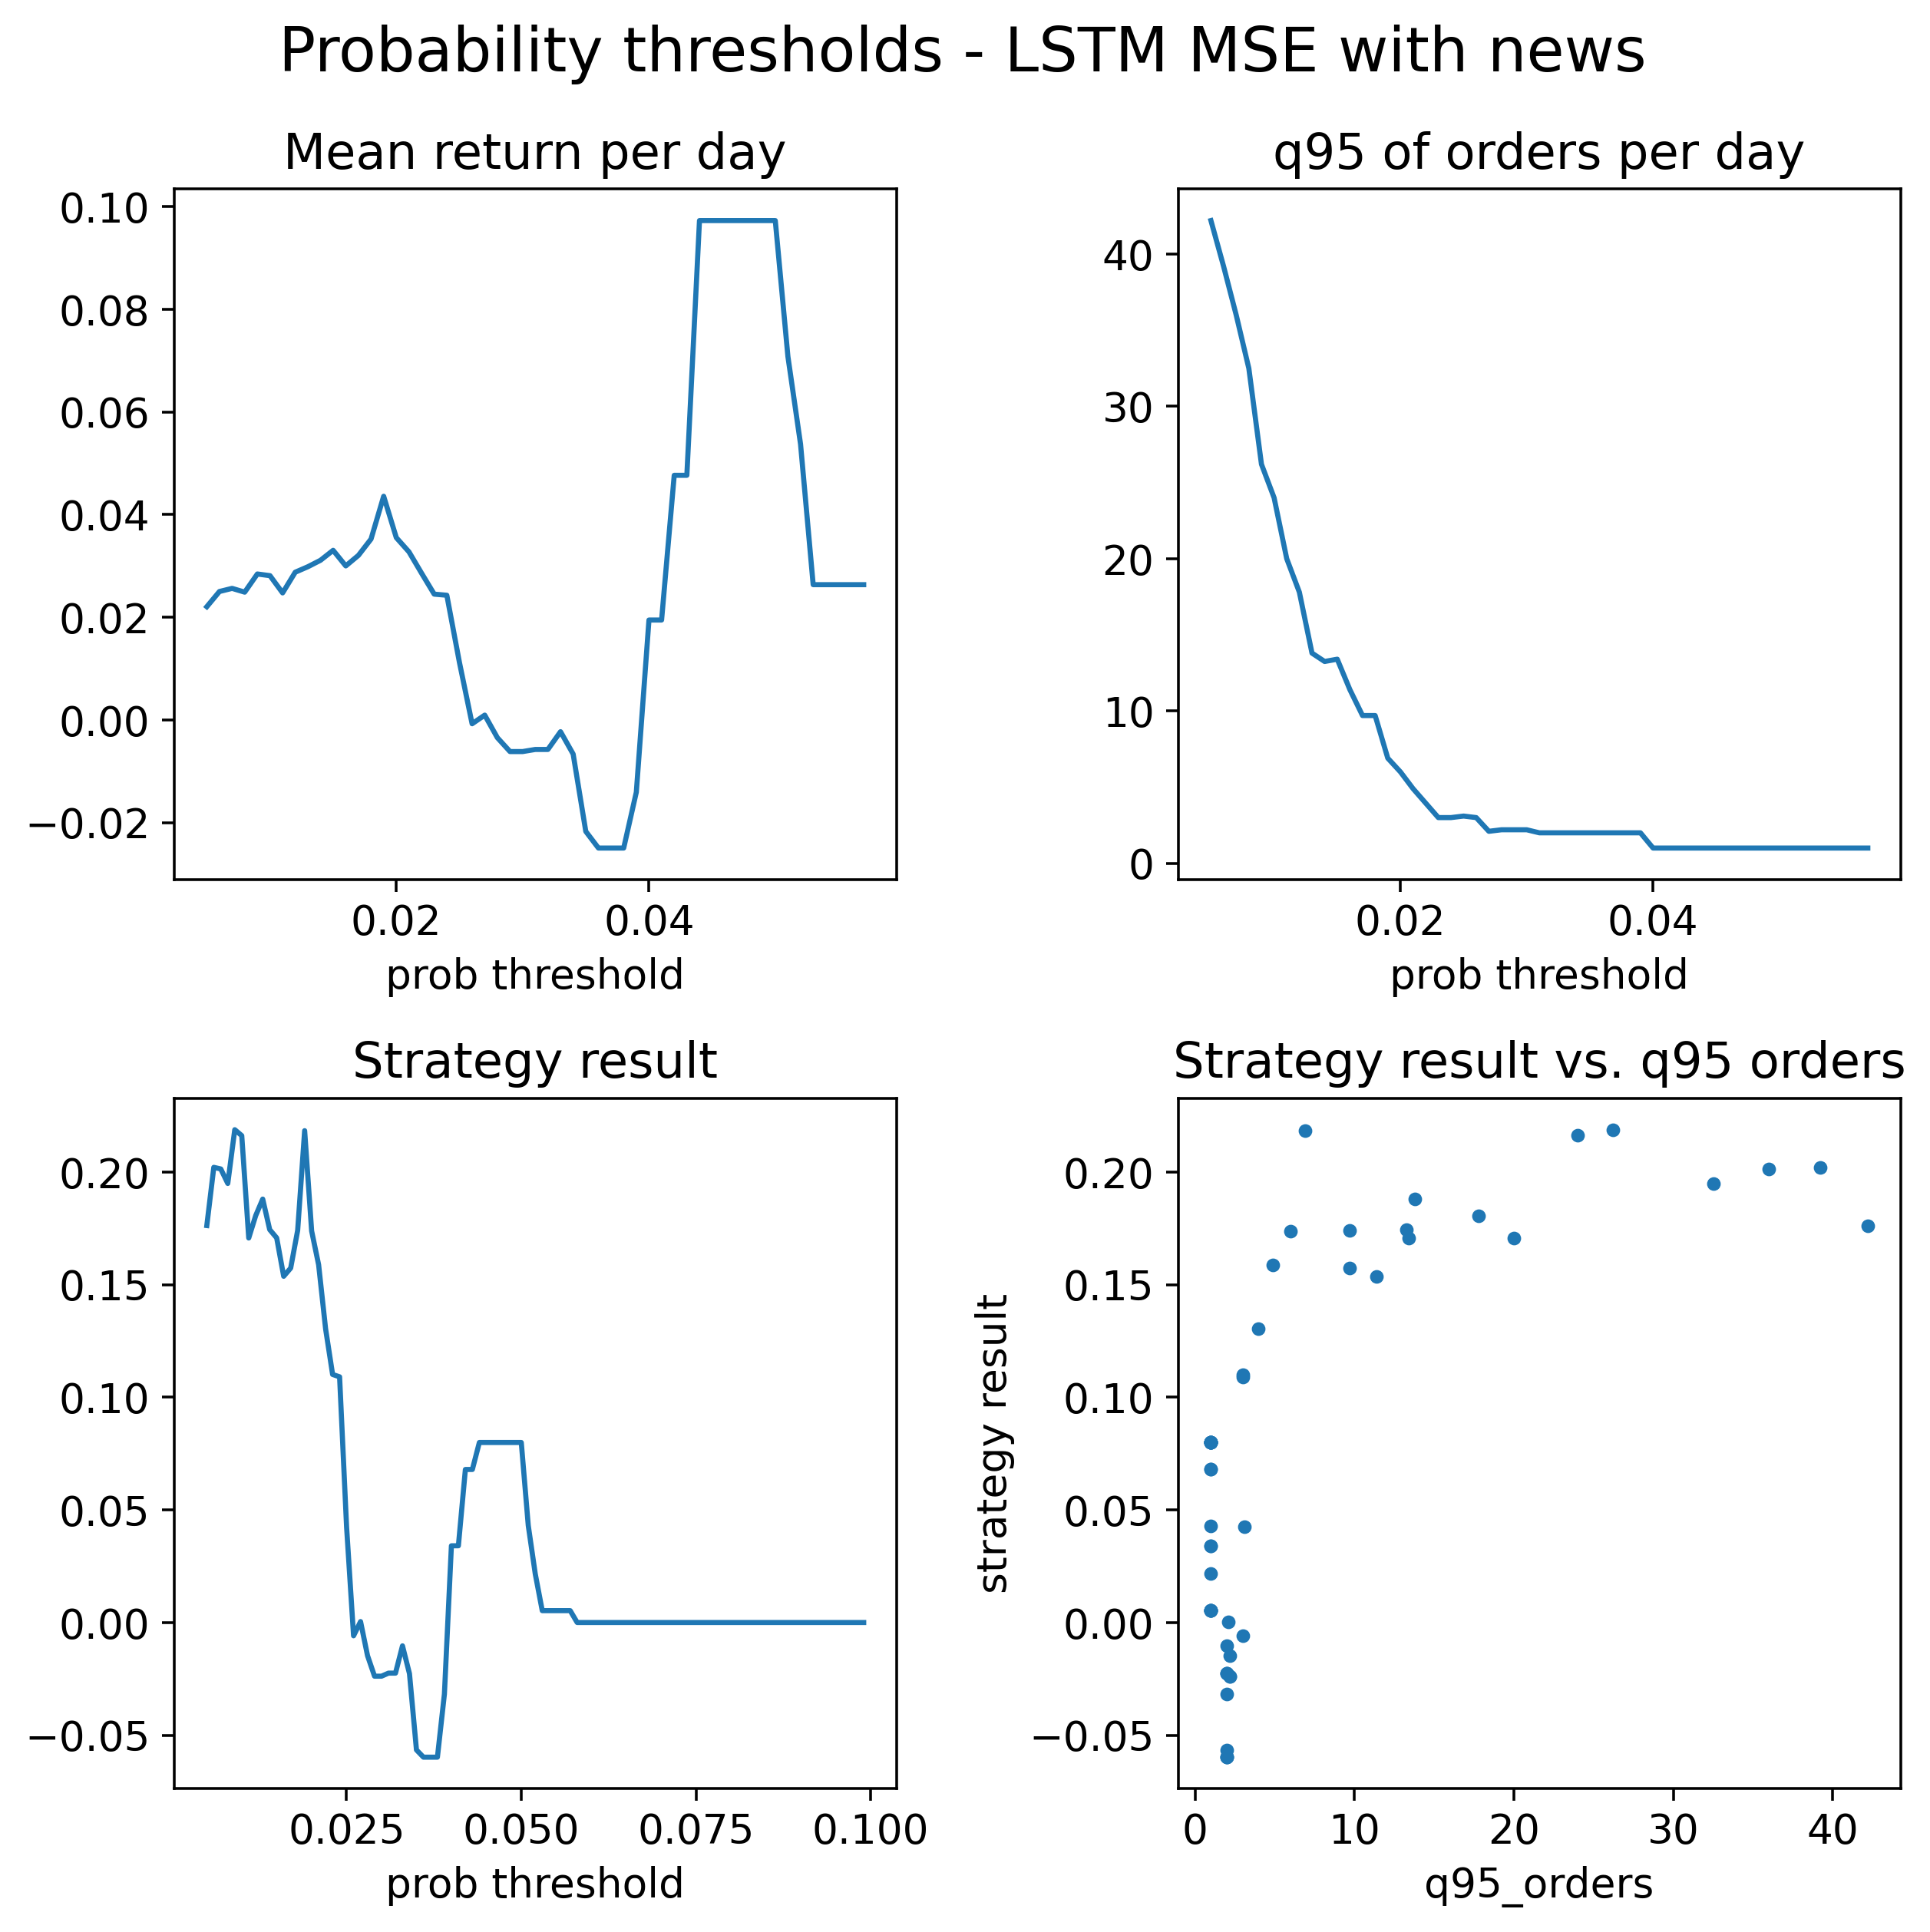 Probability thresholds - LSTM MSE with news
Mean return per day
0.10
0.08
0.06
0.04
0.02
0.00
−0.02
0.02 0.04
prob threshold
q95 of orders per day
40
30
20
10
0
0.02 0.04
prob threshold
Strategy result
0.20
0.15
0.10
0.05
0.00
−0.05
0.025 0.050 0.075 0.100
prob threshold
Strategy result vs. q95 orders
strategy result
0.20
0.15
0.10
0.05
0.00
−0.05
0 10 20 30 40
q95_orders